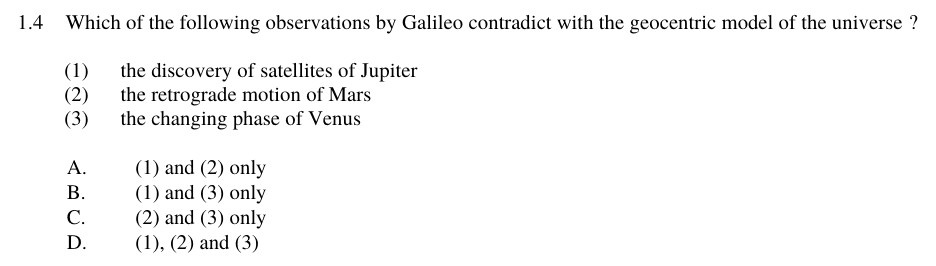 1.4 Which of the following observations by Galileo contradict with the geocentric model of the universe ?
(1) the discovery of satellites of Jupiter
(2) the retrograde motion of Mars
(3) the changing phase of Venus
A. (1) and (2) only
B. (1) and (3) only
C. (2) and (3) only
D. (1), (2) and (3)